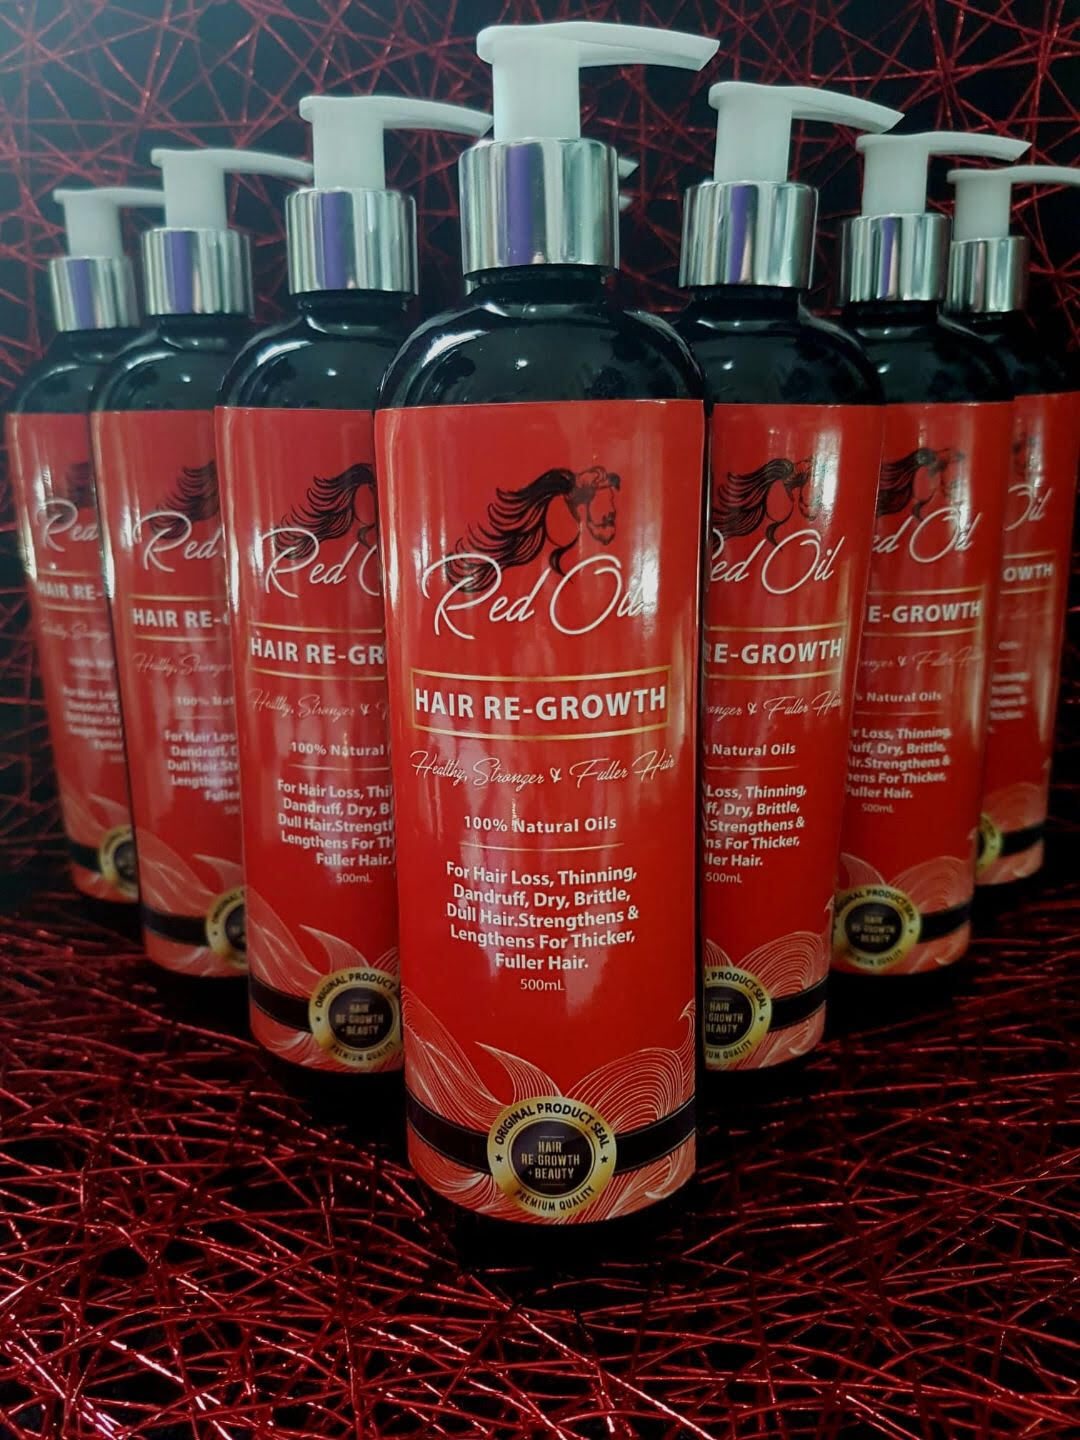 Red Oil
HAIR RE-GROWTH
Healthy, Stronger & Fuller Hair
100% Natural Oils
For Hair Loss, Thinning,
Dandruff, Dry, Brittle,
Dull Hair.Strengthens &
Lengthens For Thicker,
Fuller Hair.
500mL
ORIGINAL PRODUCT SEAL
HAIR
RE-GROWTH
+ BEAUTY
PREMIUM QUALITY